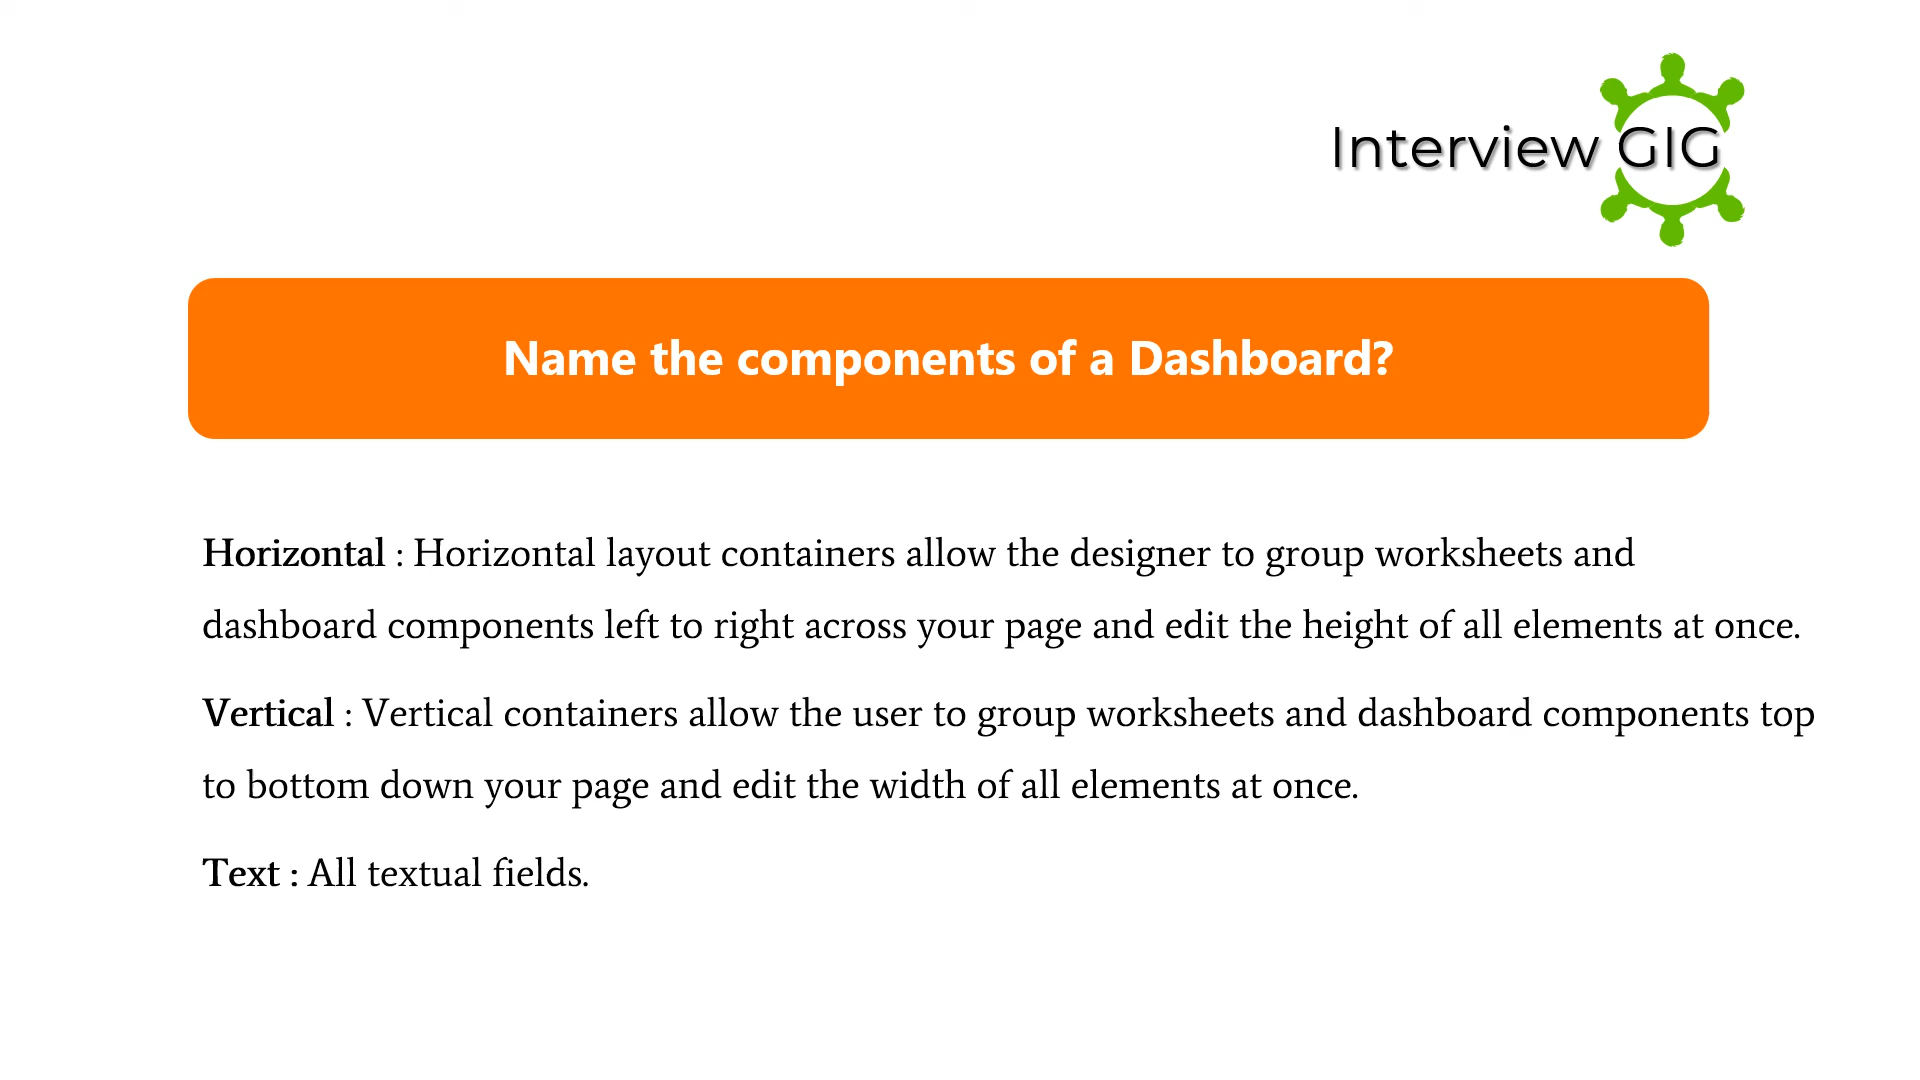 Interview GIG
Name the components of a Dashboard?
Horizontal : Horizontal layout containers allow the designer to group worksheets and
dashboard components left to right across your page and edit the height of all elements at once.
Vertical : Vertical containers allow the user to group worksheets and dashboard components top
to bottom down your page and edit the width of all elements at once.
Text : All textual fields.